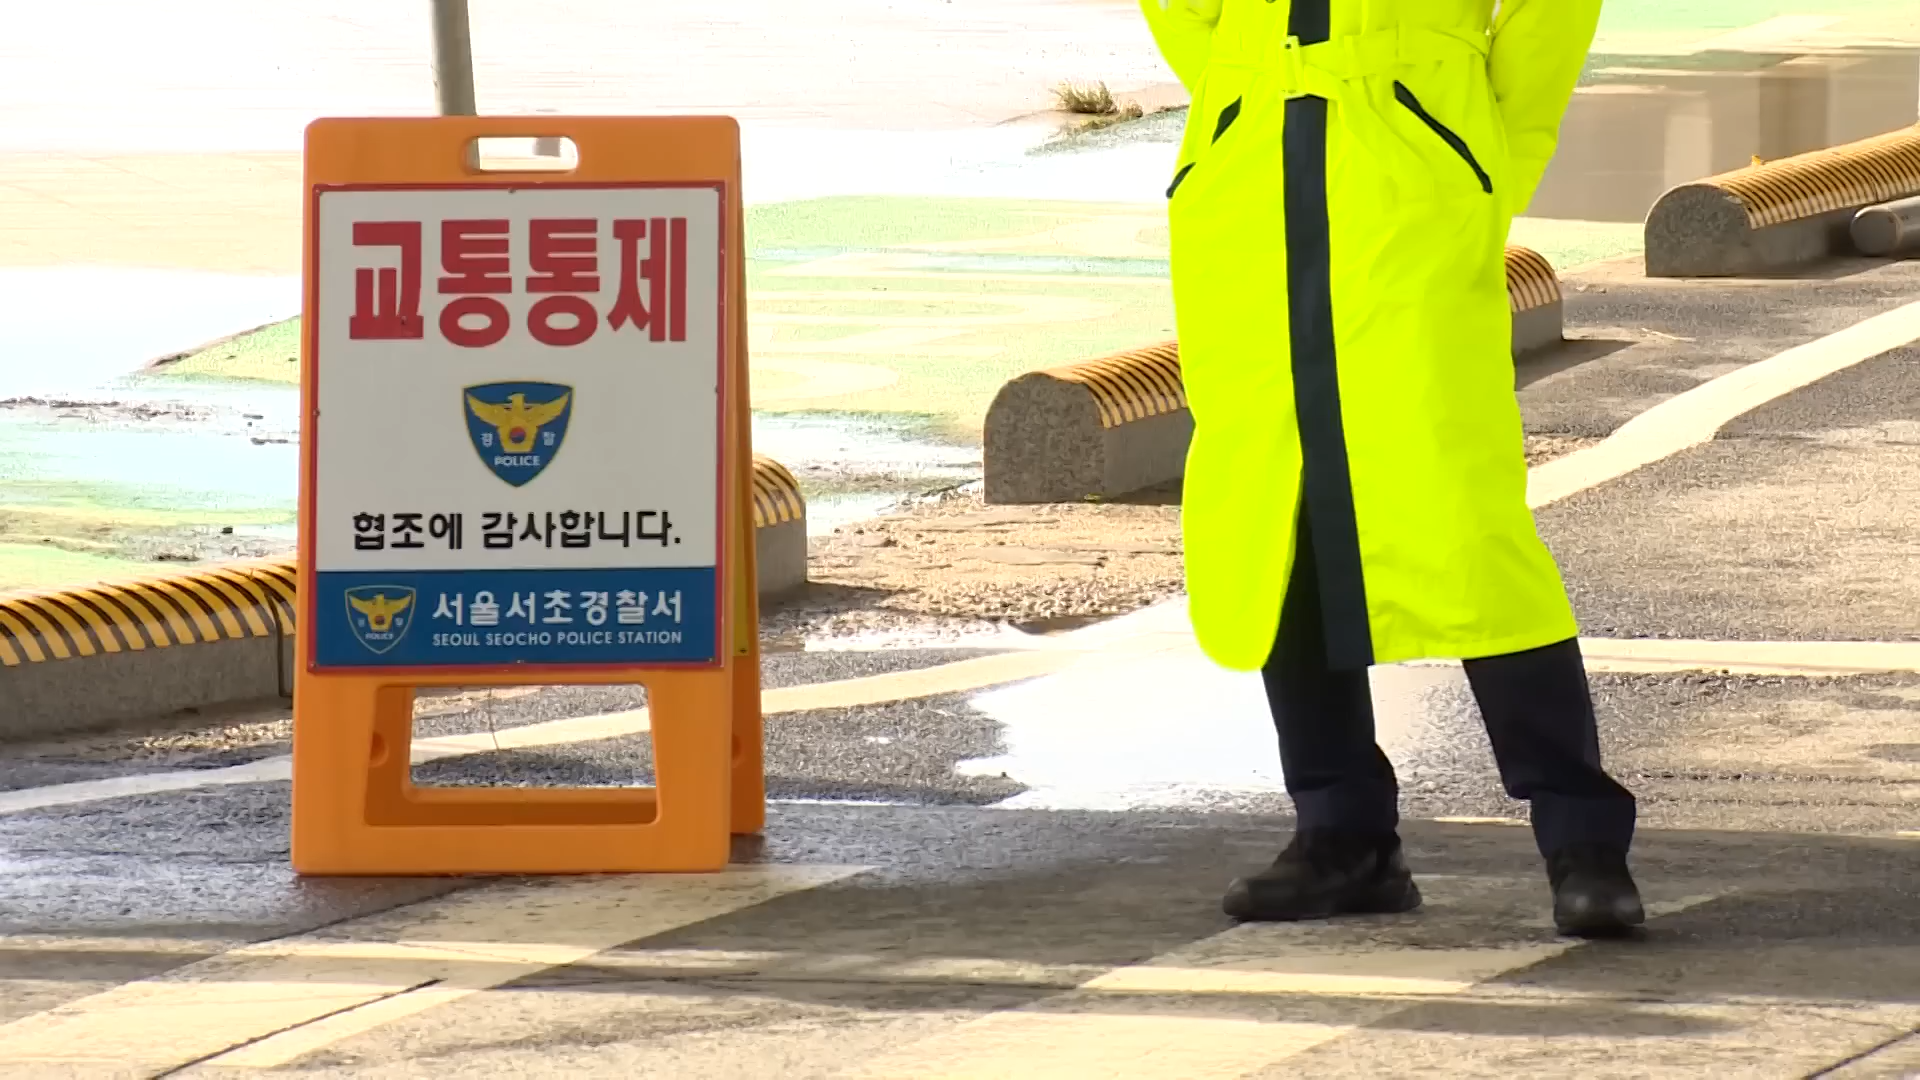 교통통제
경 찰
POLICE
협조에 감사합니다.
POLICE
서울서초경찰서
SEOUL SEOCHO POLICE STATION